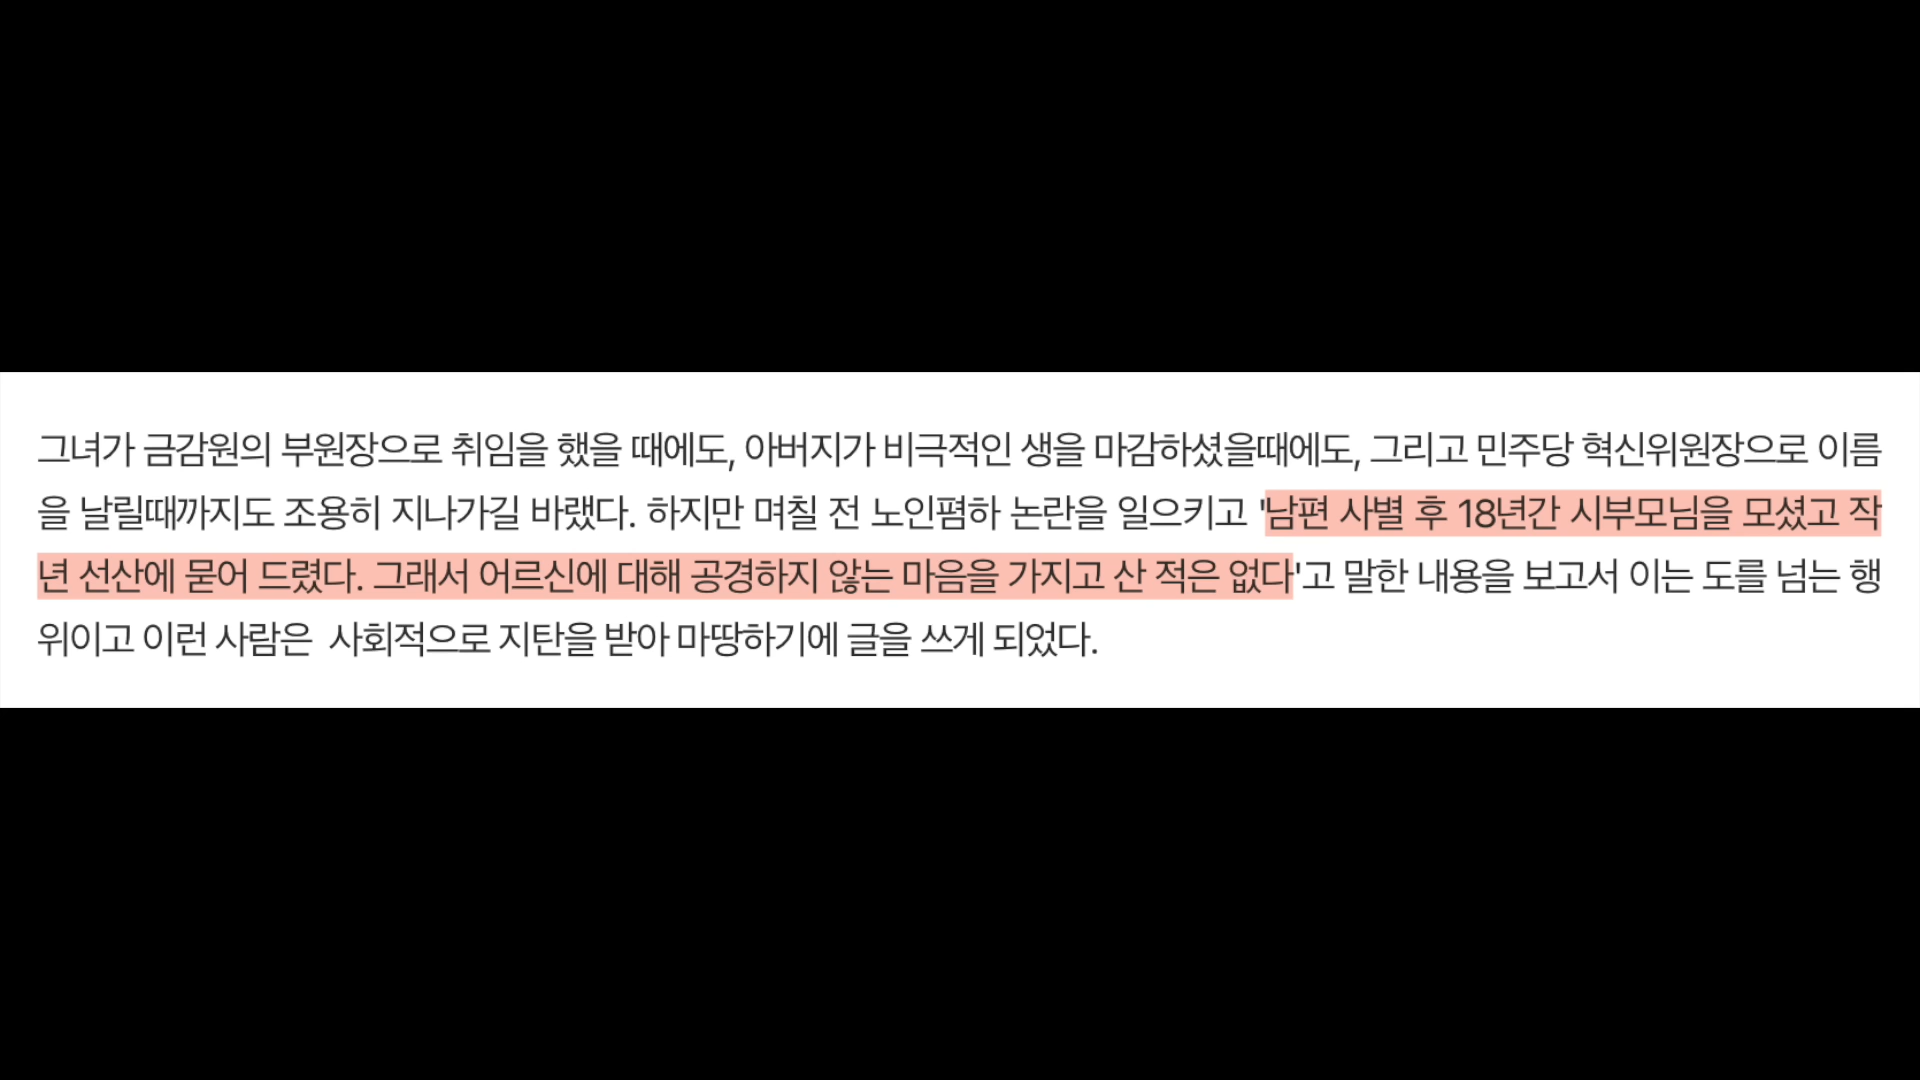 그녀가 금감원의 부원장으로 취임을 했을 때에도, 아버지가 비극적인 생을 마감하셨을때에도, 그리고 민주당 혁신위원장으로 이름
을 날릴때까지도 조용히 지나가길 바랬다. 하지만 며칠 전 노인폄하 논란을 일으키고 '남편 사별 후 18년간 시부모님을 모셨고 작
년 선산에 묻어 드렸다. 그래서 어르신에 대해 공경하지 않는 마음을 가지고 산 적은 없다'고 말한 내용을 보고서 이는 도를 넘는 행
위이고 이런 사람은  사회적으로 지탄을 받아 마땅하기에 글을 쓰게 되었다.